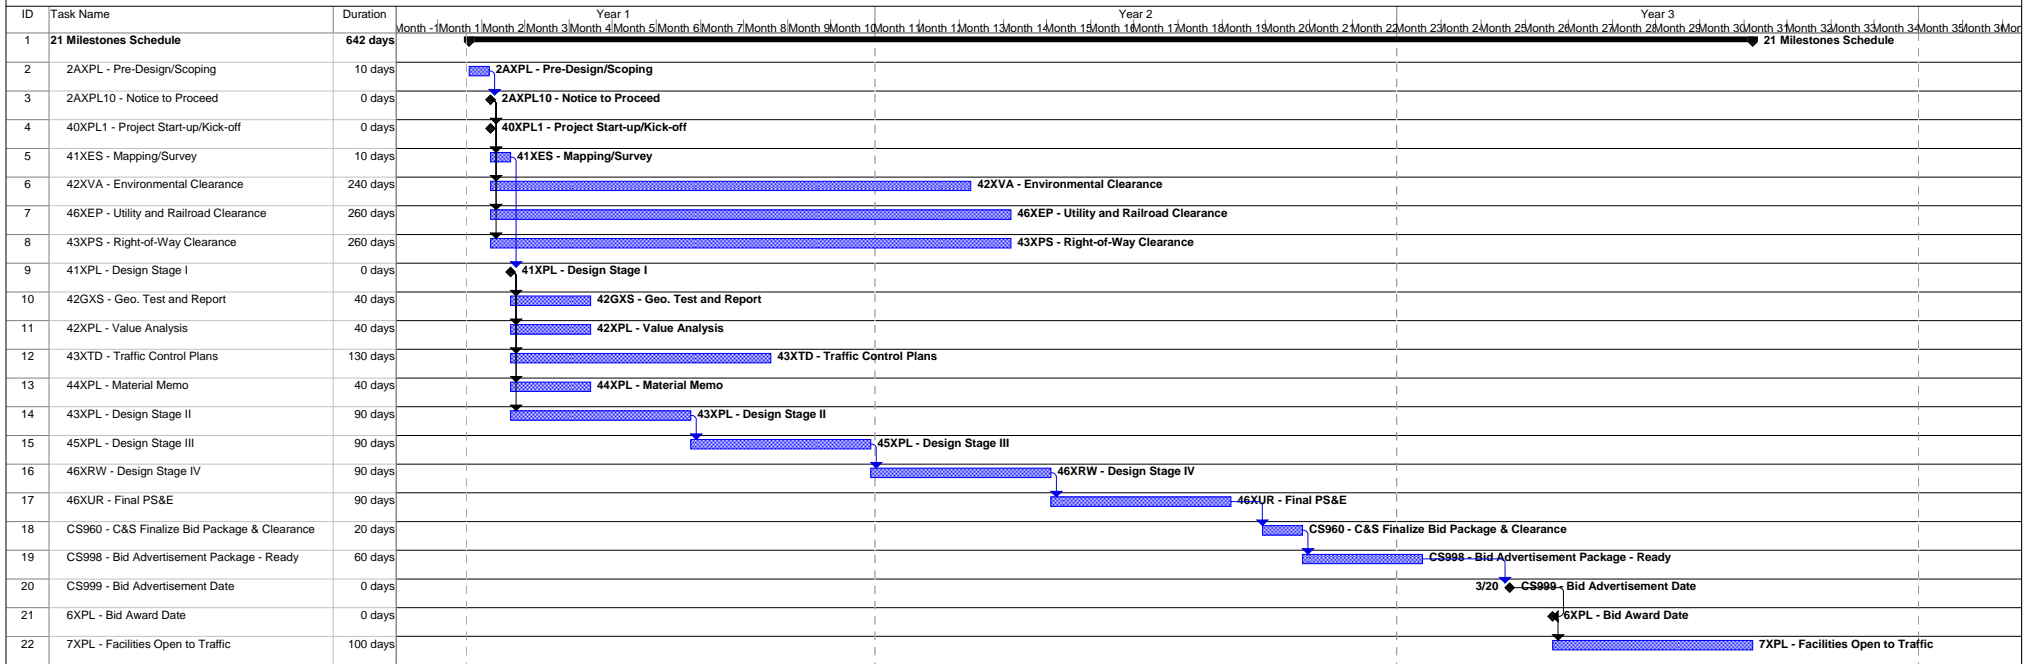 ID Task Name Duration Year 1 Year 2 Year 3
Month -1 Month 1 Month 2 Month 3 Month 4 Month 5 Month 6 Month 7 Month 8 Month 9 Month 10 Month 11 Month 12 Month 13 Month 14 Month 15 Month 16 Month 17 Month 18 Month 19 Month 20 Month 21 Month 22 Month 23 Month 24 Month 25 Month 26 Month 27 Month 28 Month 29 Month 30 Month 31 Month 32 Month 33 Month 34 Month 35 Month 36 Mon
1 21 Milestones Schedule 642 days 21 Milestones Schedule
2 2AXPL - Pre-Design/Scoping 10 days 2AXPL - Pre-Design/Scoping
3 2AXPL10 - Notice to Proceed 0 days 2AXPL10 - Notice to Proceed
4 40XPL1 - Project Start-up/Kick-off 0 days 40XPL1 - Project Start-up/Kick-off
5 41XES - Mapping/Survey 10 days 41XES - Mapping/Survey
6 42XVA - Environmental Clearance 240 days 42XVA - Environmental Clearance
7 46XEP - Utility and Railroad Clearance 260 days 46XEP - Utility and Railroad Clearance
8 43XPS - Right-of-Way Clearance 260 days 43XPS - Right-of-Way Clearance
9 41XPL - Design Stage I 0 days 41XPL - Design Stage I
10 42GXS - Geo. Test and Report 40 days 42GXS - Geo. Test and Report
11 42XPL - Value Analysis 40 days 42XPL - Value Analysis
12 43XTD - Traffic Control Plans 130 days 43XTD - Traffic Control Plans
13 44XPL - Material Memo 40 days 44XPL - Material Memo
14 43XPL - Design Stage II 90 days 43XPL - Design Stage II
15 45XPL - Design Stage III 90 days 45XPL - Design Stage III
16 46XRW - Design Stage IV 90 days 46XRW - Design Stage IV
17 46XUR - Final PS&E 90 days 46XUR - Final PS&E
18 CS960 - C&S Finalize Bid Package & Clearance 20 days CS960 - C&S Finalize Bid Package & Clearance
19 CS998 - Bid Advertisement Package - Ready 60 days CS998 - Bid Advertisement Package - Ready
20 CS999 - Bid Advertisement Date 0 days 3/20 CS999 - Bid Advertisement Date
21 6XPL - Bid Award Date 0 days 6XPL - Bid Award Date
22 7XPL - Facilities Open to Traffic 100 days 7XPL - Facilities Open to Traffic